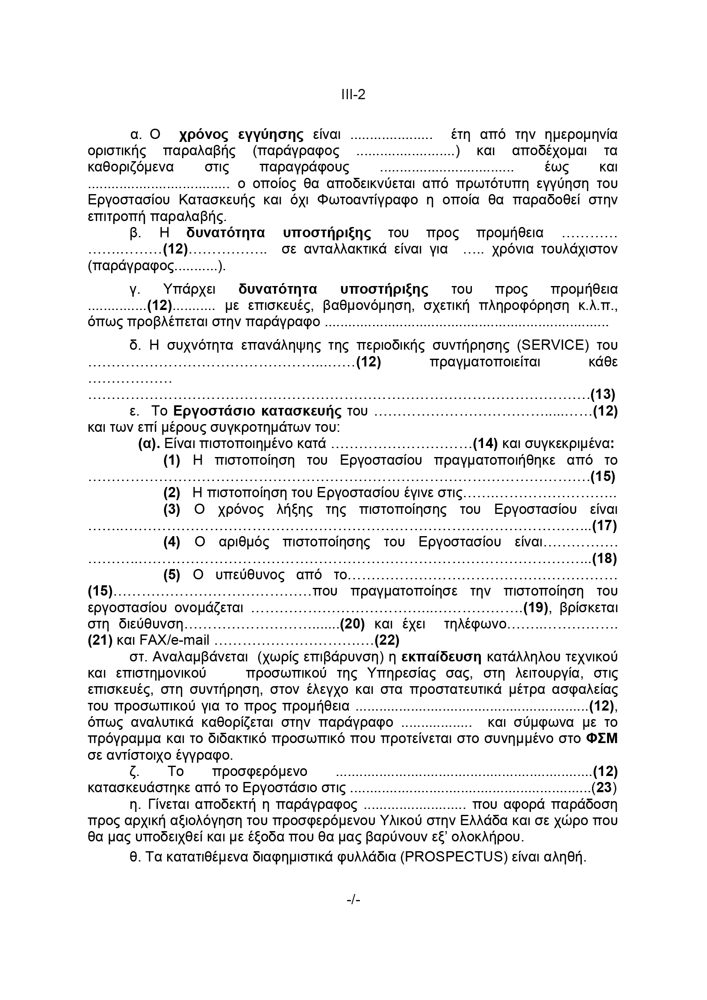 III-2
α. Ο χρόνος εγγύησης είναι ..................... έτη από την ημερομηνία
οριστικής παραλαβής (παράγραφος .........................) και αποδέχομαι τα
καθοριζόμενα στις παραγράφους .................................. έως και
.................................... ο οποίος θα αποδεικνύεται από πρωτότυπη εγγύηση του
Εργοστασίου Κατασκευής και όχι Φωτοαντίγραφο η οποία θα παραδοθεί στην
επιτροπή παραλαβής.
β. Η δυνατότητα υποστήριξης του προς προμήθεια …………
……..………(12)…………….. σε ανταλλακτικά είναι για ….. χρόνια τουλάχιστον
(παράγραφος...........).
γ. Υπάρχει δυνατότητα υποστήριξης του προς προμήθεια
...............(12)........... με επισκευές, βαθμονόμηση, σχετική πληροφόρηση κ.λ.π.,
όπως προβλέπεται στην παράγραφο ........................................................................
δ. Η συχνότητα επανάληψης της περιοδικής συντήρησης (SERVICE) του
…………………………………………..……(12) πραγματοποιείται κάθε
………………
……………………………………………………………………………………………(13)
ε. Το Εργοστάσιο κατασκευής του ………………………………......……(12)
και των επί μέρους συγκροτημάτων του:
(α). Είναι πιστοποιημένο κατά …………………………(14) και συγκεκριμένα:
(1) Η πιστοποίηση του Εργοστασίου πραγματοποιήθηκε από το
……………………………………………………………………………………………(15)
(2) Η πιστοποίηση του Εργοστασίου έγινε στις……..……………………..
(3) Ο χρόνος λήξης της πιστοποίησης του Εργοστασίου είναι
……..……………………………………………………………………………………...(17)
(4) Ο αριθμός πιστοποίησης του Εργοστασίου είναι…………….
………..…………………………………………………………………………………...(18)
(5) Ο υπεύθυνος από το…………………………………………………
(15)……………………………………που πραγματοποίησε την πιστοποίηση του
εργοστασίου ονομάζεται ………………………………..………………(19), βρίσκεται
στη διεύθυνση……………………….......(20) και έχει τηλέφωνο……..…………….
(21) και FAX/e-mail ……………………………(22)
στ. Αναλαμβάνεται (χωρίς επιβάρυνση) η εκπαίδευση κατάλληλου τεχνικού
και επιστημονικού προσωπικού της Υπηρεσίας σας, στη λειτουργία, στις
επισκευές, στη συντήρηση, στον έλεγχο και στα προστατευτικά μέτρα ασφαλείας
του προσωπικού για το προς προμήθεια ...........................................................(12),
όπως αναλυτικά καθορίζεται στην παράγραφο .................. και σύμφωνα με το
πρόγραμμα και το διδακτικό προσωπικό που προτείνεται στο συνημμένο στο ΦΣΜ
σε αντίστοιχο έγγραφο.
ζ. Το προσφερόμενο .................................................................(12)
κατασκευάστηκε από το Εργοστάσιο στις .............................................................(23)
η. Γίνεται αποδεκτή η παράγραφος .......................... που αφορά παράδοση
προς αρχική αξιολόγηση του προσφερόμενου Υλικού στην Ελλάδα και σε χώρο που
θα μας υποδειχθεί και με έξοδα που θα μας βαρύνουν εξ’ ολοκλήρου.
θ. Τα κατατιθέμενα διαφημιστικά φυλλάδια (PROSPECTUS) είναι αληθή.
-/-